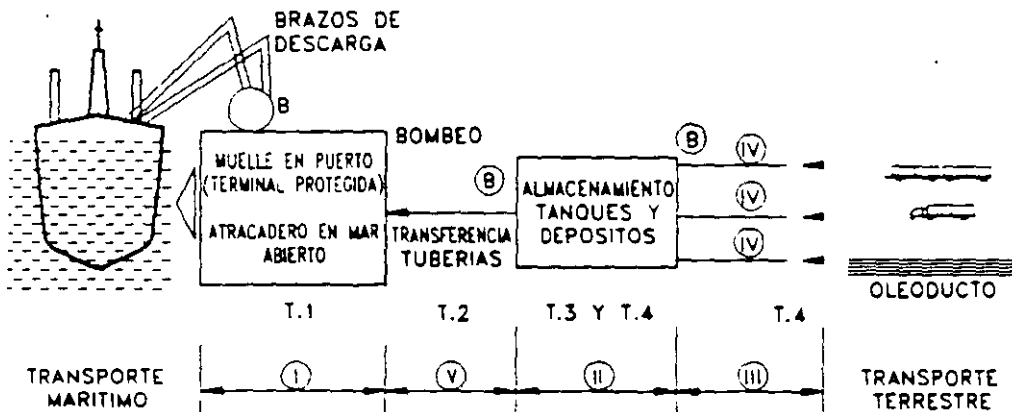 BRAZOS DE
DESCARGA
B
BOMBEO
MUELLE EN PUERTO
(TERMINAL PROTEGIDA)
ATRACADERO EN MAR
ABIERTO
B
TRANSFERENCIA
TUBERIAS
ALMACENAMIENTO
TANQUES Y
DEPOSITOS
B
IV
IV
IV
OLEODUCTO
T.1
T.2
T.3 Y T.4
T.4
TRANSPORTE
MARITIMO
I
V
II
III
TRANSPORTE
TERRESTRE